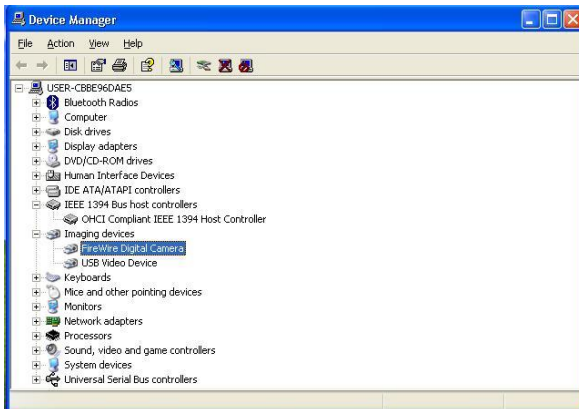 Device Manager
File Action View Help
USER-CBBE96DAE5
Bluetooth Radios
Computer
Disk drives
Display adapters
DVD/CD-ROM drives
Human Interface Devices
IDE ATA/ATAPI controllers
IEEE 1394 Bus host controllers
OHCI Compliant IEEE 1394 Host Controller
Imaging devices
FireWire Digital Camera
USB Video Device
Keyboards
Mice and other pointing devices
Monitors
Network adapters
Processors
Sound, video and game controllers
System devices
Universal Serial Bus controllers